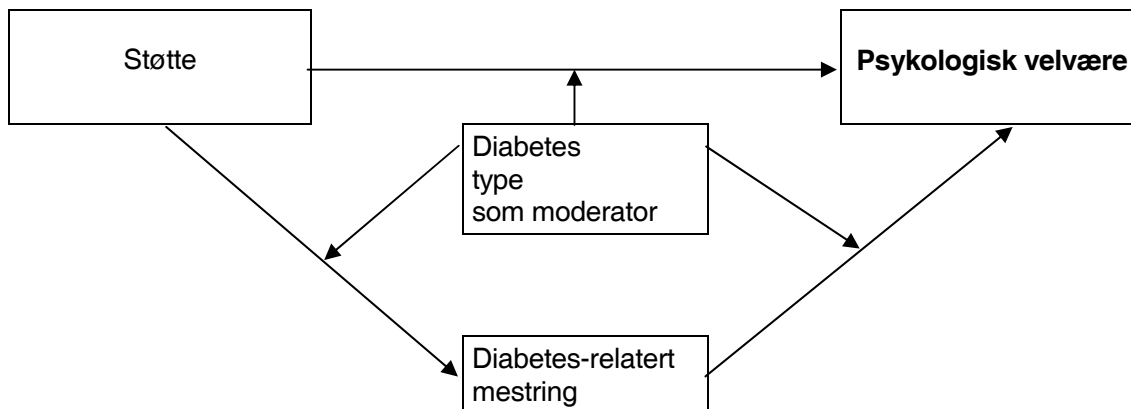 Støtte
Psykologisk velvære
Diabetes
type
som moderator
Diabetes-relatert
mestring